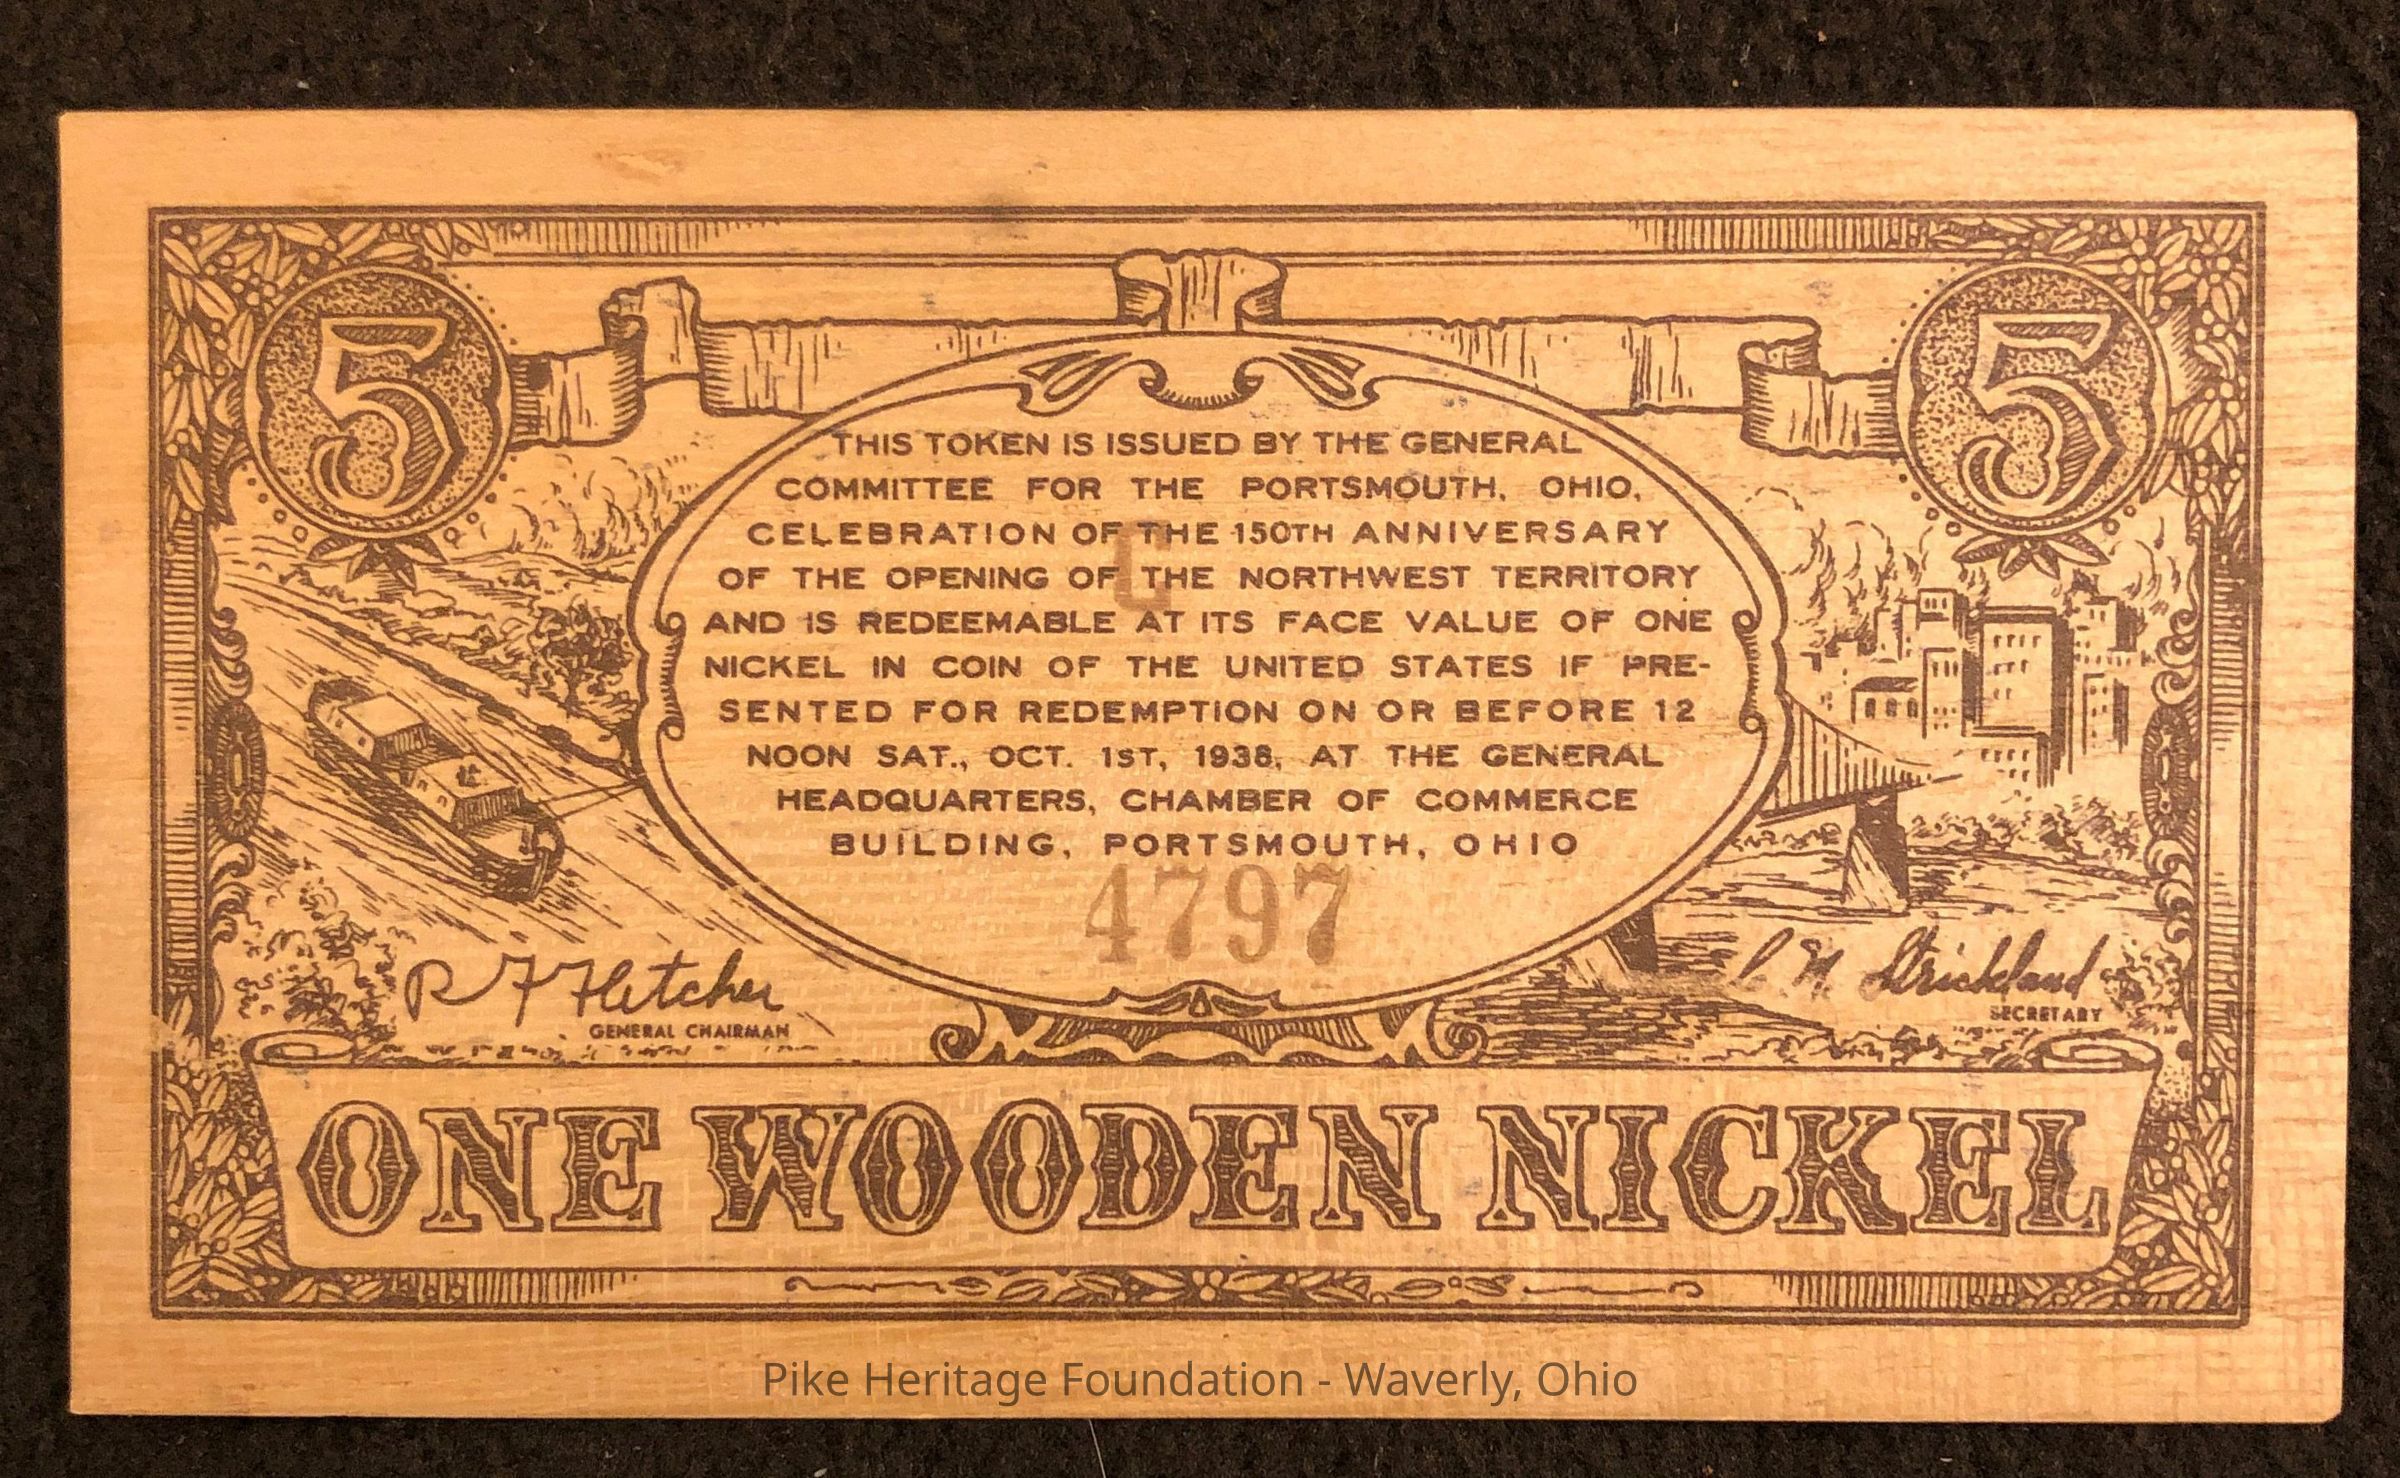 5
5
THIS TOKEN IS ISSUED BY THE GENERAL
COMMITTEE FOR THE PORTSMOUTH, OHIO,
CELEBRATION OF THE 150TH ANNIVERSARY
OF THE OPENING OF THE NORTHWEST TERRITORY
AND IS REDEEMABLE AT ITS FACE VALUE OF ONE
NICKEL IN COIN OF THE UNITED STATES IF PRE-
SENTED FOR REDEMPTION ON OR BEFORE 12
NOON SAT., OCT. 1ST, 1938, AT THE GENERAL
HEADQUARTERS, CHAMBER OF COMMERCE
BUILDING, PORTSMOUTH, OHIO
4797
R F Fletcher
GENERAL CHAIRMAN
Strickland
SECRETARY
ONE WOODEN NICKEL
Pike Heritage Foundation - Waverly, Ohio